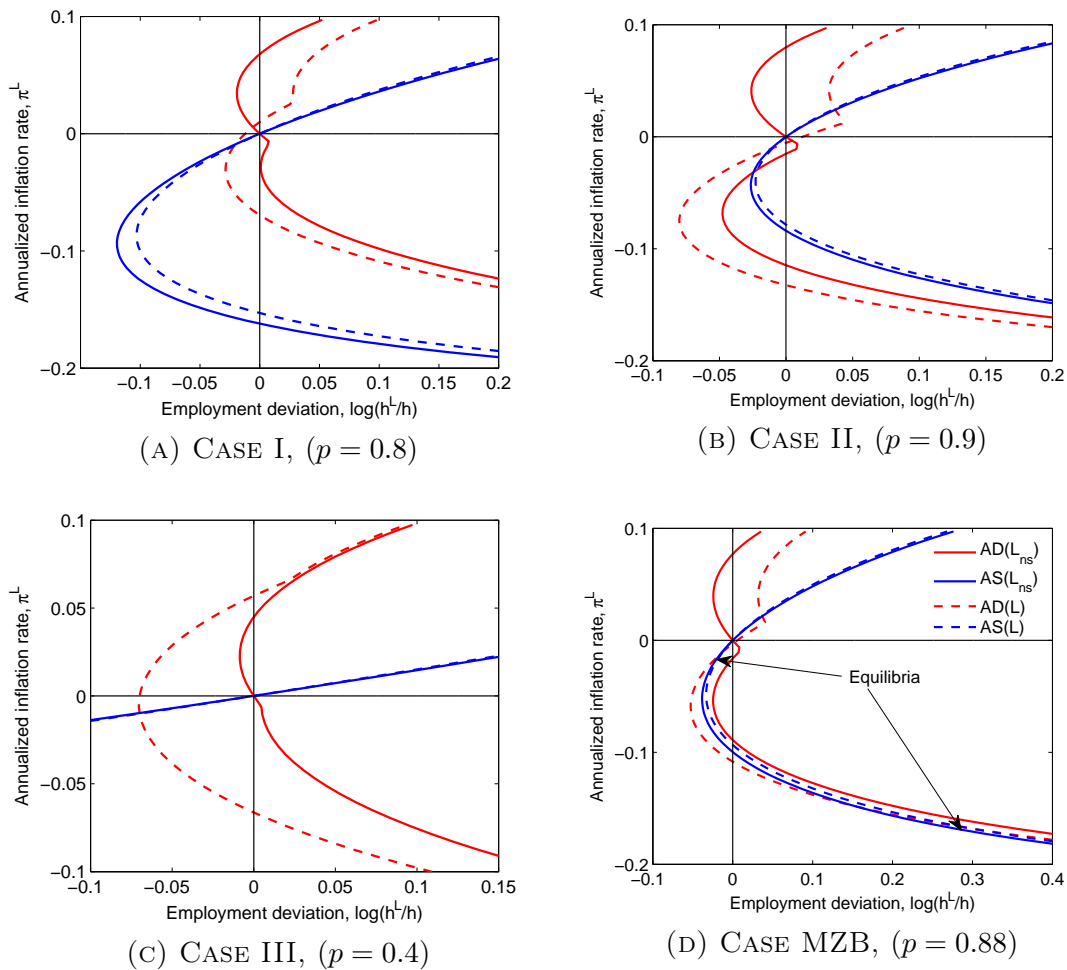 0.1
0
−0.1
−0.2
−0.1
−0.05
0
0.05
0.1
0.15
0.2
Annualized inflation rate, π^L
Employment deviation, log(h^L/h)
(A) CASE I, (p = 0.8)
0.1
0
−0.1
−0.2
−0.1
−0.05
0
0.05
0.1
0.15
0.2
Annualized inflation rate, π^L
Employment deviation, log(h^L/h)
(B) CASE II, (p = 0.9)
0.1
0.05
0
−0.05
−0.1
−0.1
−0.05
0
0.05
0.1
0.15
Annualized inflation rate, π^L
Employment deviation, log(h^L/h)
(C) CASE III, (p = 0.4)
0.1
0
−0.1
−0.2
−0.1
0
0.1
0.2
0.3
0.4
Annualized inflation rate, π^L
AD(L_ns)
AS(L_ns)
AD(L)
AS(L)
Equilibria
Employment deviation, log(h^L/h)
(D) CASE MZB, (p = 0.88)